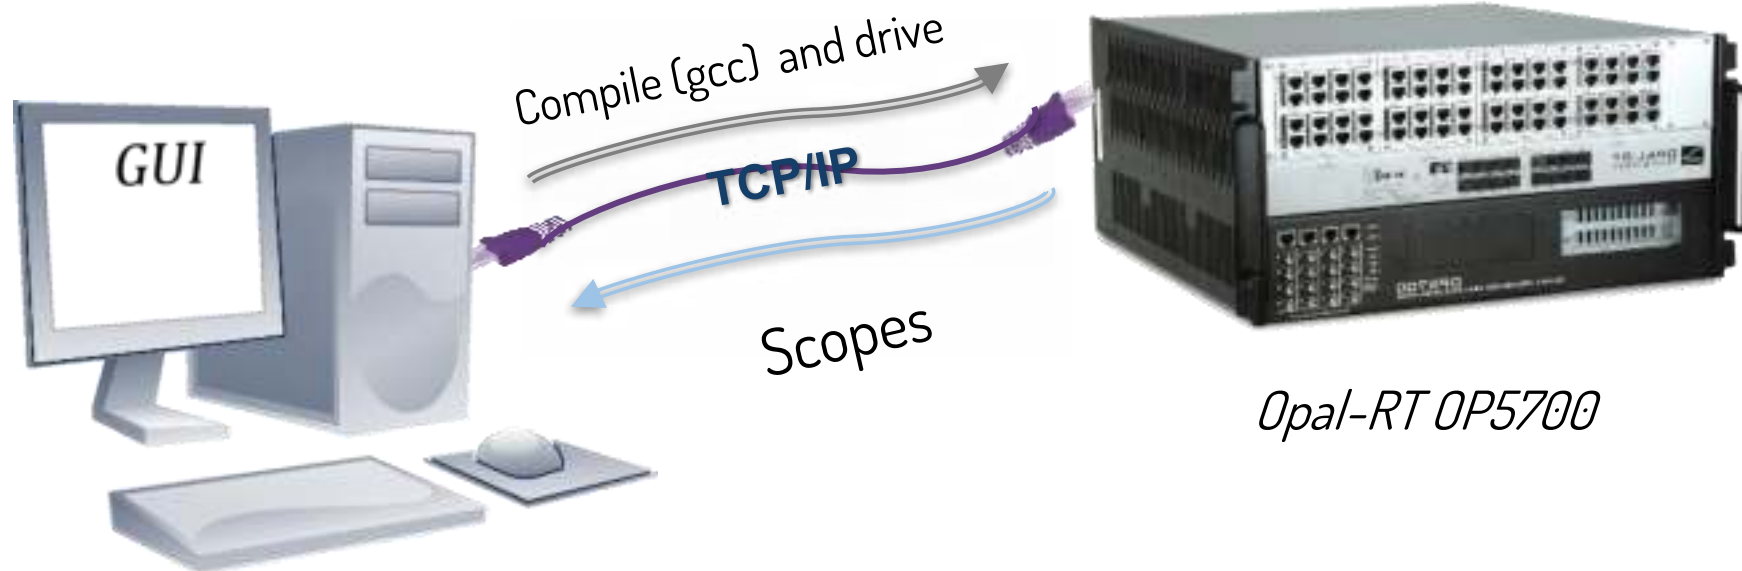 Compile (gcc) and drive
GUI
TCP/IP
Scopes
Opal-RT OP5700